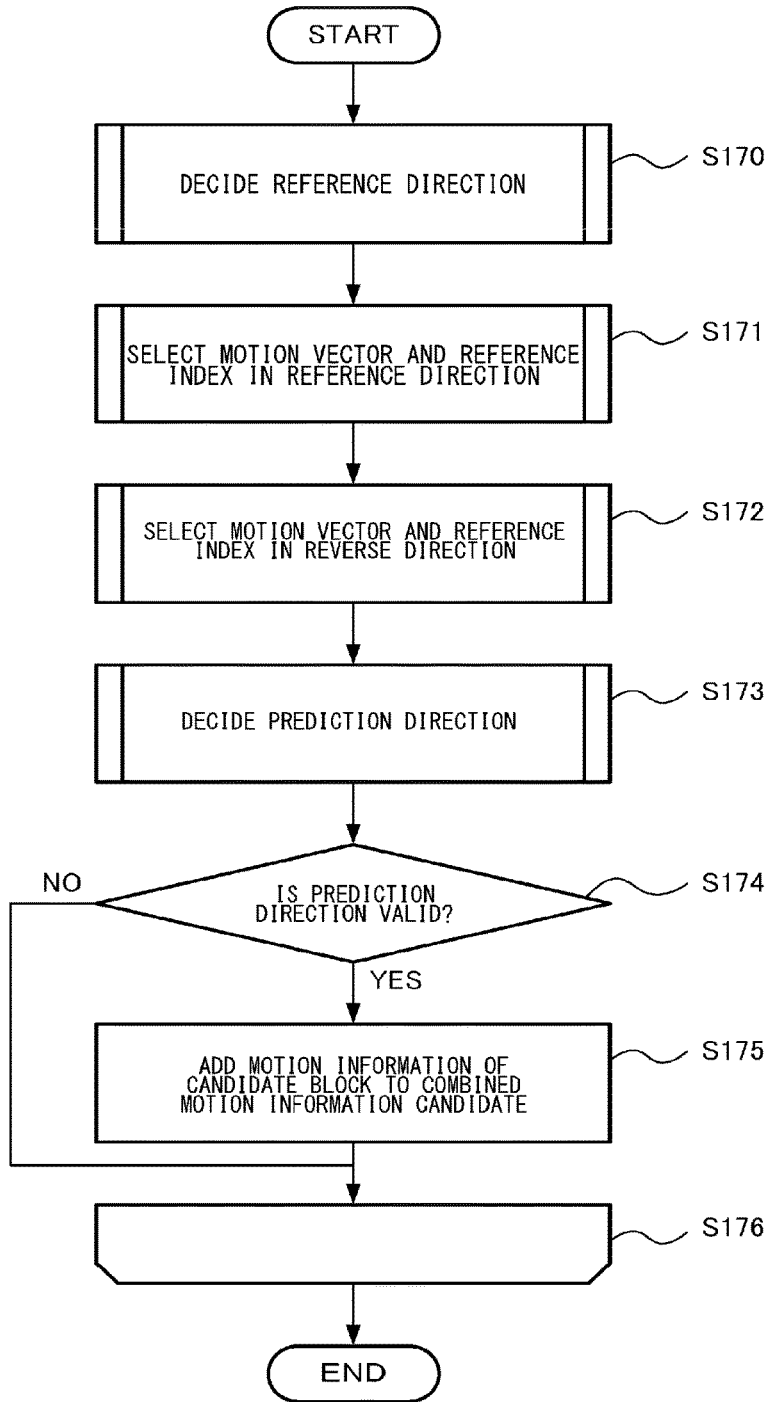 START
DECIDE REFERENCE DIRECTION
S170
SELECT MOTION VECTOR AND REFERENCE
INDEX IN REFERENCE DIRECTION
S171
SELECT MOTION VECTOR AND REFERENCE
INDEX IN REVERSE DIRECTION
S172
DECIDE PREDICTION DIRECTION
S173
NO
IS PREDICTION
DIRECTION VALID?
S174
YES
ADD MOTION INFORMATION OF
CANDIDATE BLOCK TO COMBINED
MOTION INFORMATION CANDIDATE
S175
S176
END